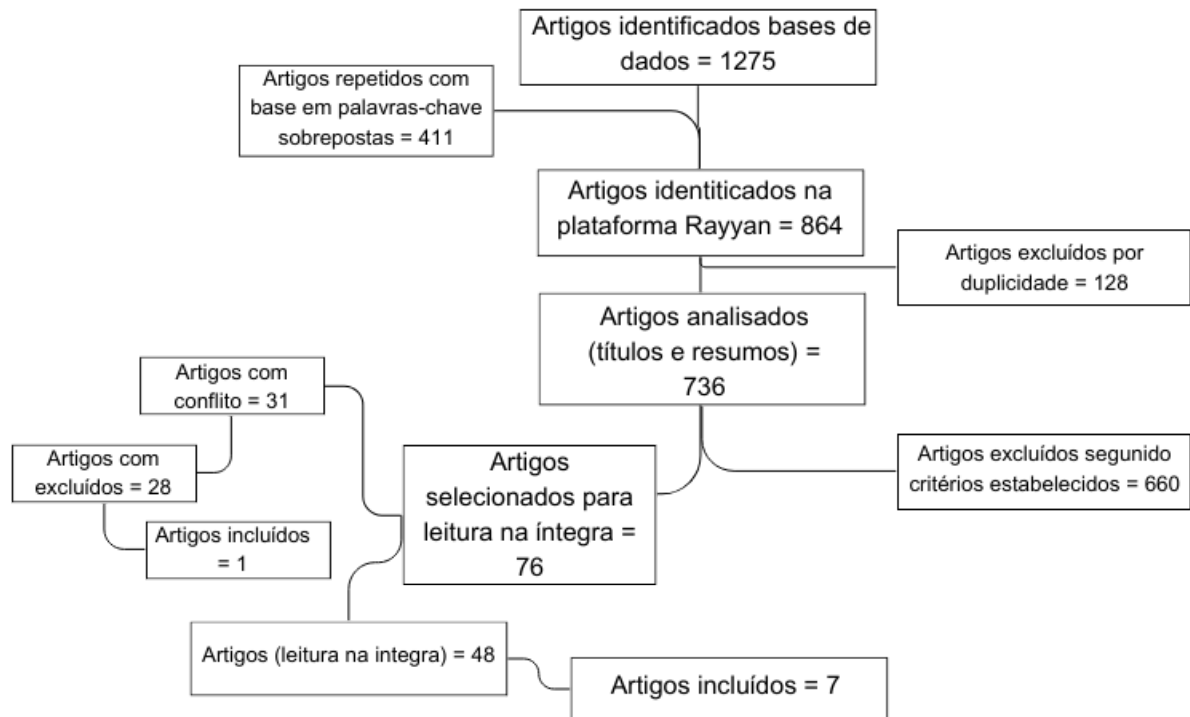 Artigos identificados bases de
dados = 1275
Artigos repetidos com
base em palavras-chave
sobrepostas = 411
Artigos identiticados na
plataforma Rayyan = 864
Artigos excluídos por
duplicidade = 128
Artigos analisados
(títulos e resumos) =
736
Artigos com
conflito = 31
Artigos com
excluídos = 28
Artigos incluídos
= 1
Artigos
selecionados para
leitura na íntegra =
76
Artigos excluídos segunido
critérios estabelecidos = 660
Artigos (leitura na integra) = 48
Artigos incluídos = 7